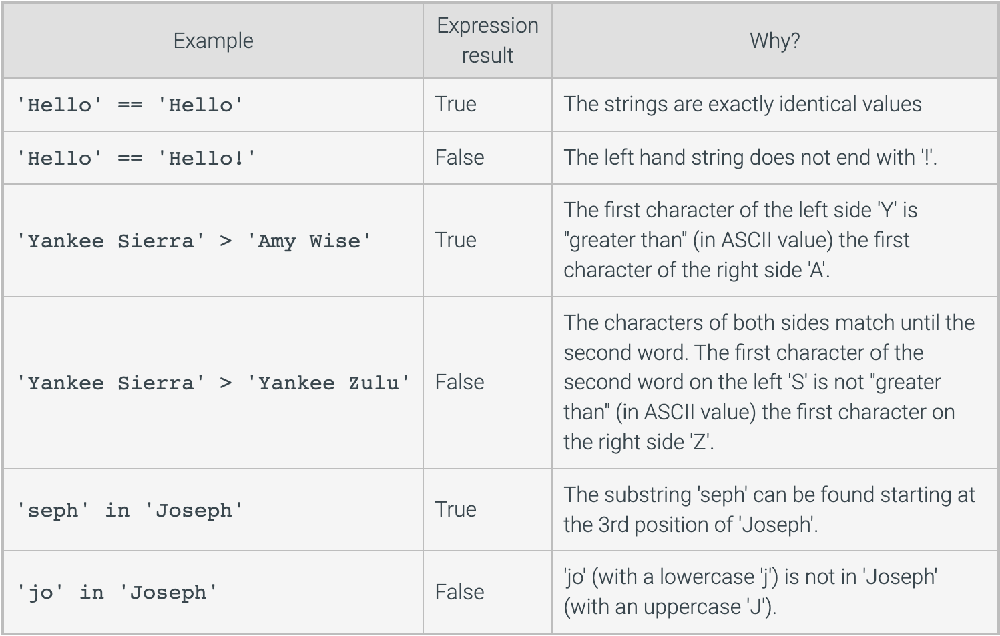 Example
Expression
result
Why?
'Hello' == 'Hello'
True
The strings are exactly identical values
'Hello' == 'Hello!'
False
The left hand string does not end with '!'.
'Yankee Sierra' > 'Amy Wise'
True
The first character of the left side 'Y' is
"greater than" (in ASCII value) the first
character of the right side 'A'.
'Yankee Sierra' > 'Yankee Zulu'
False
The characters of both sides match until the
second word. The first character of the
second word on the left 'S' is not "greater
than" (in ASCII value) the first character on
the right side 'Z'.
'seph' in 'Joseph'
True
The substring 'seph' can be found starting at
the 3rd position of 'Joseph'.
'jo' in 'Joseph'
False
'jo' (with a lowercase 'j') is not in 'Joseph'
(with an uppercase 'J').